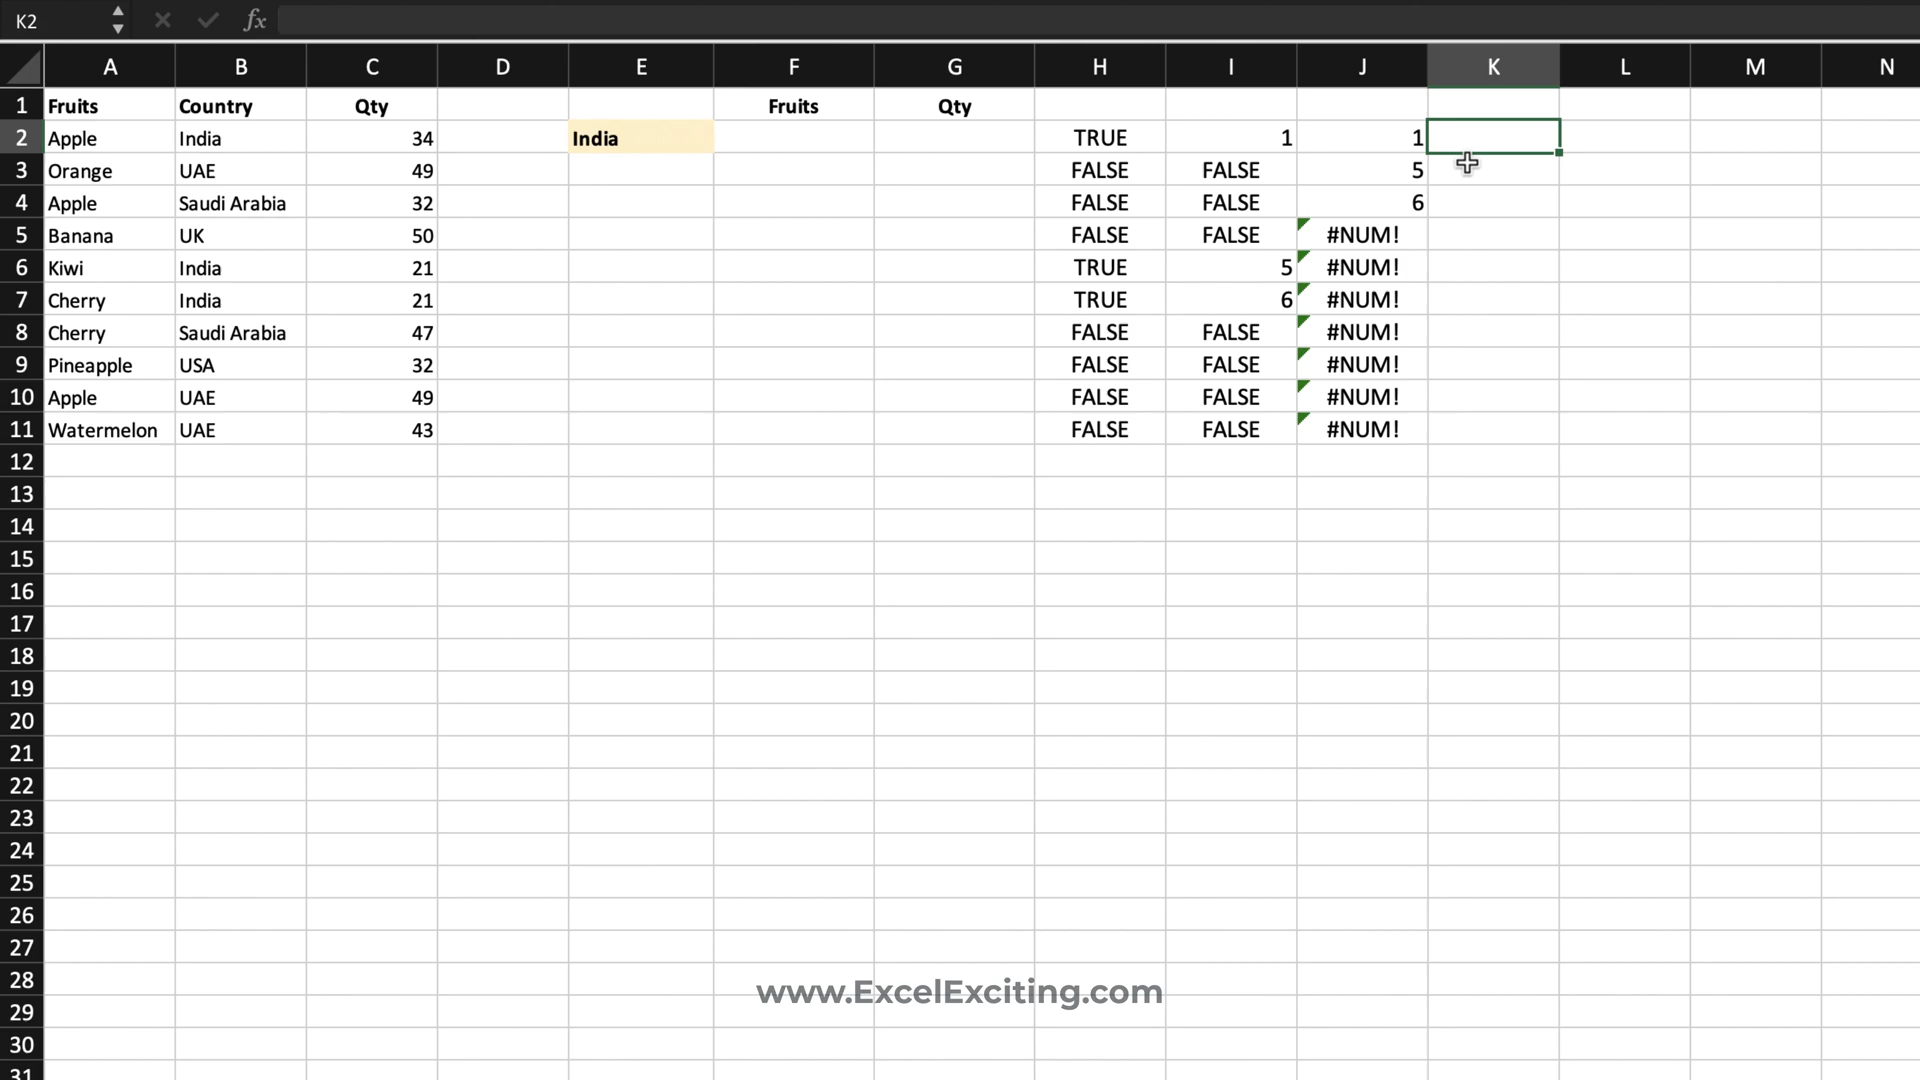 K2 fx
A B C D E F G H I J K L M N
1 Fruits Country Qty Fruits Qty
2 Apple India 34 India TRUE 1 1
3 Orange UAE 49 FALSE FALSE 5
4 Apple Saudi Arabia 32 FALSE FALSE 6
5 Banana UK 50 FALSE FALSE #NUM!
6 Kiwi India 21 TRUE 5 #NUM!
7 Cherry India 21 TRUE 6 #NUM!
8 Cherry Saudi Arabia 47 FALSE FALSE #NUM!
9 Pineapple USA 32 FALSE FALSE #NUM!
10 Apple UAE 49 FALSE FALSE #NUM!
11 Watermelon UAE 43 FALSE FALSE #NUM!
12
13
14
15
16
17
18
19
20
21
22
23
24
25
26
27
28
www.ExcelExciting.com
29
30
31